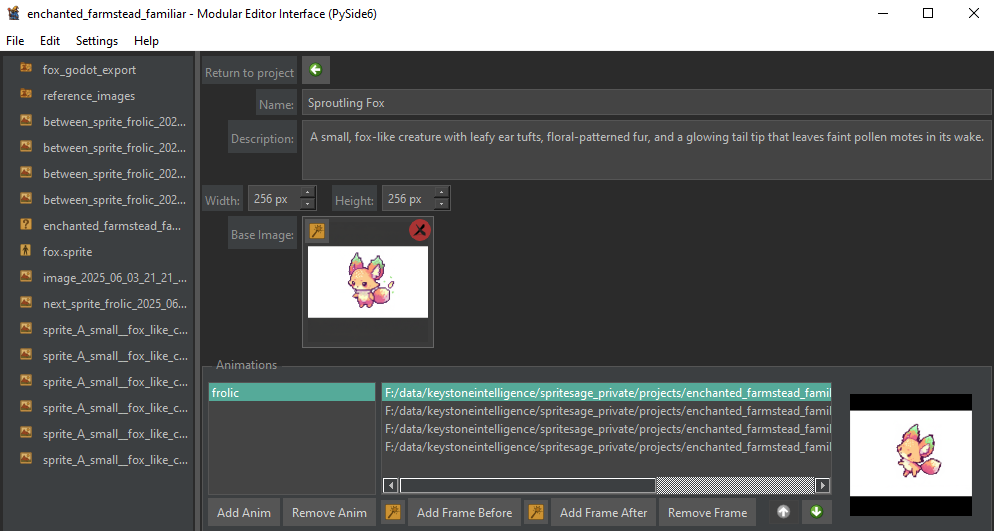 enchanted_farmstead_familiar - Modular Editor Interface (PySide6)
File Edit Settings Help
fox_godot_export
reference_images
between_sprite_frolic_202...
between_sprite_frolic_202...
between_sprite_frolic_202...
between_sprite_frolic_202...
enchanted_farmstead_fa...
fox.sprite
image_2025_06_03_21_21_...
next_sprite_frolic_2025_06...
sprite_A_small__fox_like_c...
sprite_A_small__fox_like_c...
sprite_A_small__fox_like_c...
sprite_A_small__fox_like_c...
sprite_A_small__fox_like_c...
sprite_A_small__fox_like_c...
Return to project
Name: Sproutling Fox
Description: A small, fox-like creature with leafy ear tufts, floral-patterned fur, and a glowing tail tip that leaves faint pollen motes in its wake.
Width: 256 px Height: 256 px
Base Image:
Animations
frolic
F:/data/keystoneintelligence/spritesage_private/projects/enchanted_farmstead_famil
F:/data/keystoneintelligence/spritesage_private/projects/enchanted_farmstead_famil
F:/data/keystoneintelligence/spritesage_private/projects/enchanted_farmstead_famil
F:/data/keystoneintelligence/spritesage_private/projects/enchanted_farmstead_famil
Add Anim Remove Anim Add Frame Before Add Frame After Remove Frame